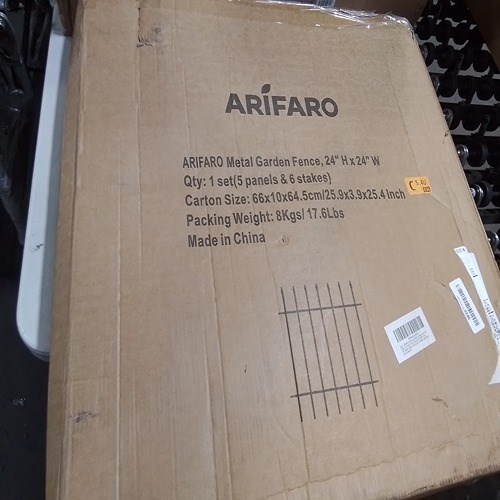 ARIFARO
ARIFARO Metal Garden Fence, 24" H x 24" W
Qty: 1 set(5 panels & 6 stakes)
Carton Size: 66x10x64.5cm/25.9x3.9x25.4 Inch
Packing Weight: 8Kgs/ 17.6Lbs
Made in China